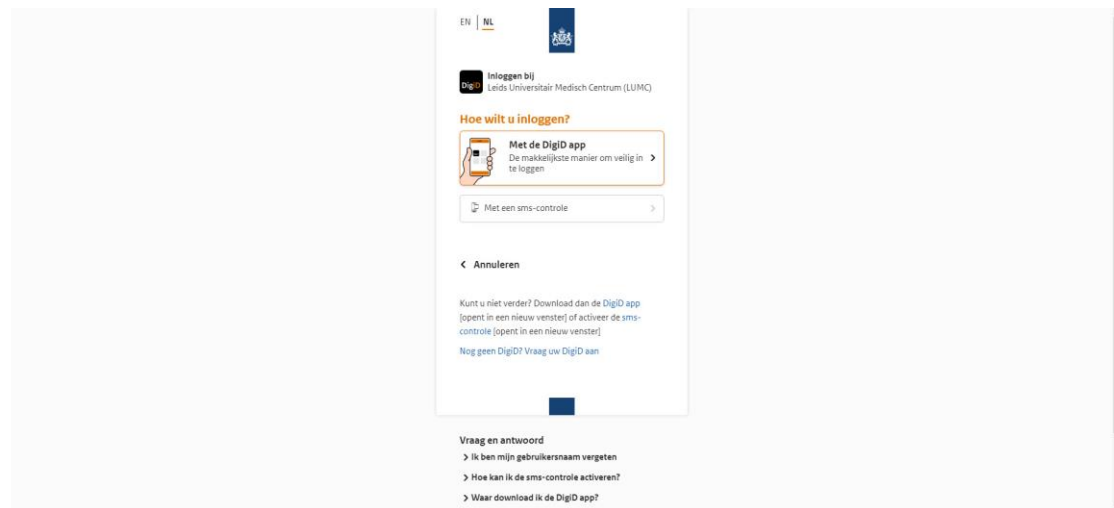 EN | NL
DigiD
Inloggen bij
Leids Universitair Medisch Centrum (LUMC)
Hoe wilt u inloggen?
Met de DigiD app
De makkelijkste manier om veilig in
te loggen
Met een sms-controle
Annuleren
Kunt u niet verder? Download dan de DigiD app
[opent in een nieuw venster] of activeer de sms-
controle [opent in een nieuw venster]
Nog geen DigiD? Vraag uw DigiD aan
Vraag en antwoord
Ik ben mijn gebruikersnaam vergeten
Hoe kan ik de sms-controle activeren?
Waar download ik de DigiD app?